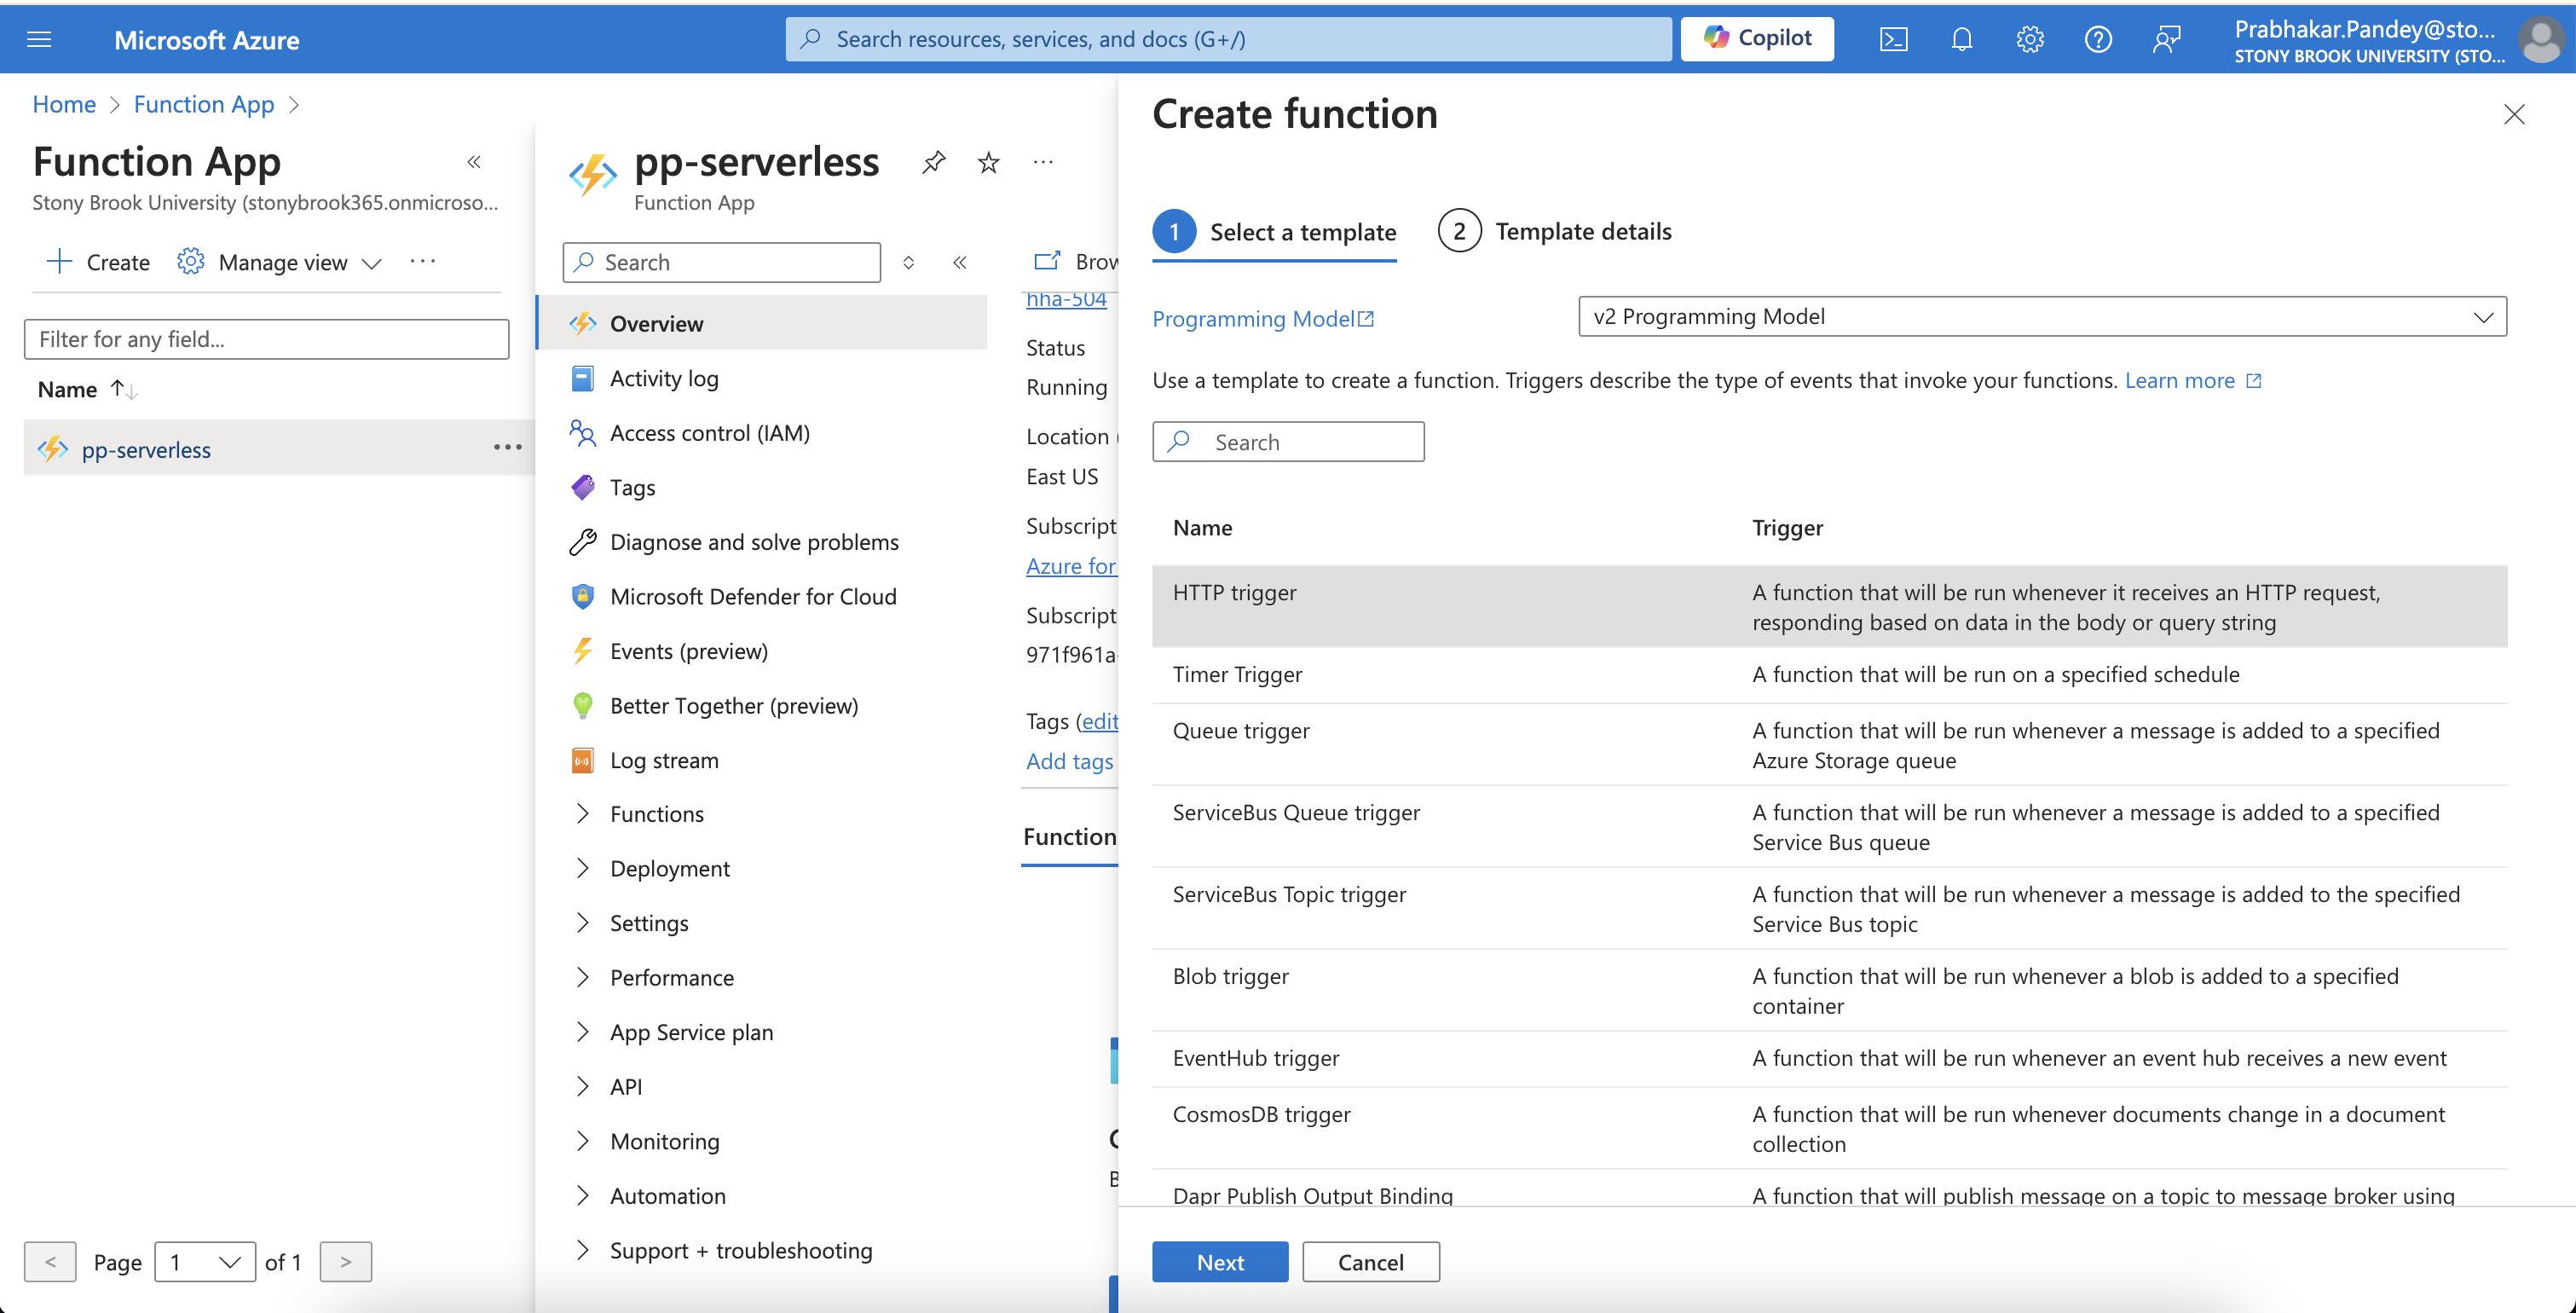 Microsoft Azure
Search resources, services, and docs (G+/)
Copilot
Prabhakar.Pandey@sto...
STONY BROOK UNIVERSITY (STO...
Home > Function App >
Function App
Stony Brook University (stonybrook365.onmicroso...
Create
Manage view
Filter for any field...
Name
pp-serverless
Page 1 of 1
pp-serverless
Function App
Search
Overview
Activity log
Access control (IAM)
Tags
Diagnose and solve problems
Microsoft Defender for Cloud
Events (preview)
Better Together (preview)
Log stream
Functions
Deployment
Settings
Performance
App Service plan
API
Monitoring
Automation
Support + troubleshooting
Brow
hha-504
Status
Running
Location
East US
Subscript
Azure for
Subscript
971f961a
Tags (edit
Add tags
Function
Create function
1 Select a template
2 Template details
Programming Model
v2 Programming Model
Use a template to create a function. Triggers describe the type of events that invoke your functions. Learn more
Search
Name Trigger
HTTP trigger
A function that will be run whenever it receives an HTTP request,
responding based on data in the body or query string
Timer Trigger
A function that will be run on a specified schedule
Queue trigger
A function that will be run whenever a message is added to a specified
Azure Storage queue
ServiceBus Queue trigger
A function that will be run whenever a message is added to a specified
Service Bus queue
ServiceBus Topic trigger
A function that will be run whenever a message is added to the specified
Service Bus topic
Blob trigger
A function that will be run whenever a blob is added to a specified
container
EventHub trigger
A function that will be run whenever an event hub receives a new event
CosmosDB trigger
A function that will be run whenever documents change in a document
collection
Dapr Publish Output Binding
A function that will publish message on a topic to message broker using
Next
Cancel